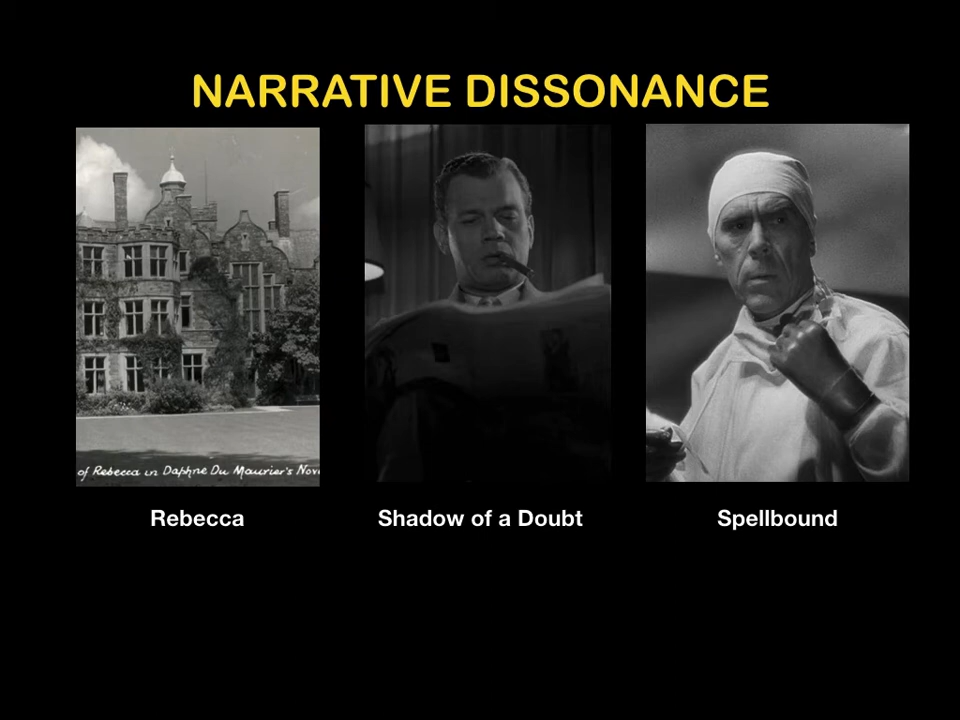 NARRATIVE DISSONANCE
of Rebecca in Daphne Du Maurier's Nov
Rebecca
Shadow of a Doubt
Spellbound